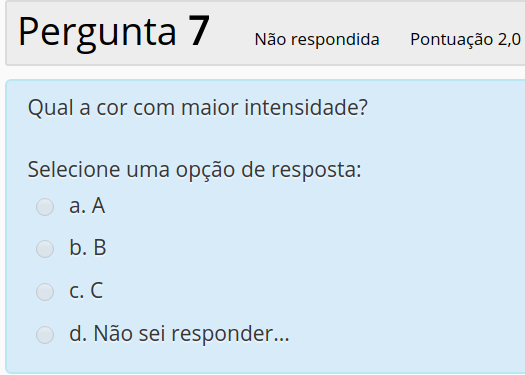 Pergunta 7 Não respondida Pontuação 2,0
Qual a cor com maior intensidade?
Selecione uma opção de resposta:
a. A
b. B
c. C
d. Não sei responder...